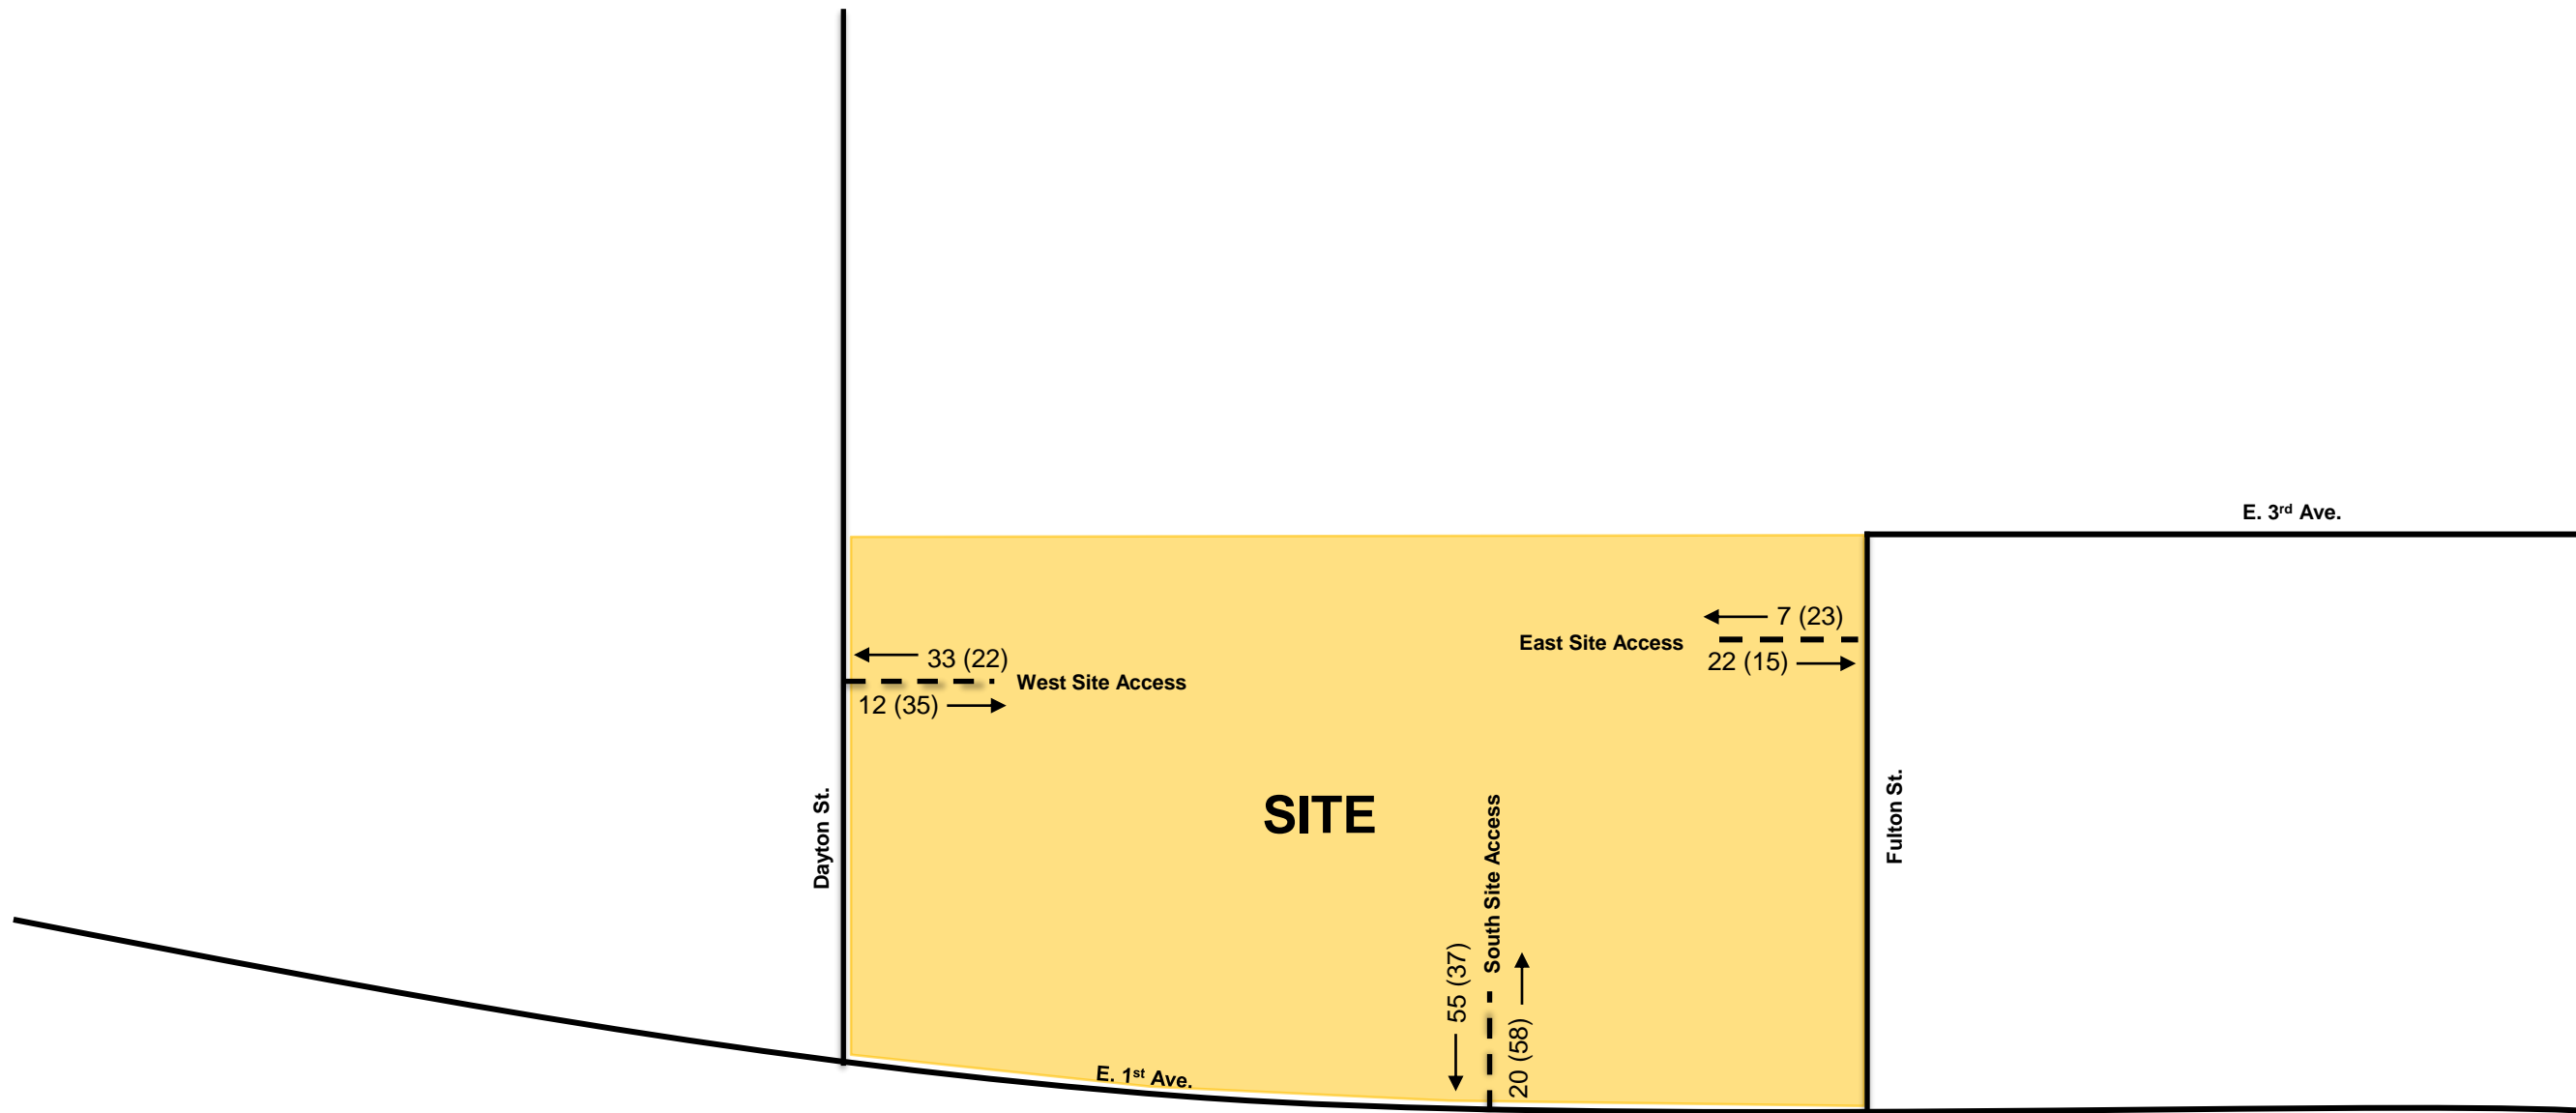 E. 3rd Ave.
7 (23)
East Site Access
22 (15)
33 (22)
West Site Access
12 (35)
SITE
Dayton St.
Fulton St.
South Site Access
55 (37)
20 (58)
E. 1st Ave.